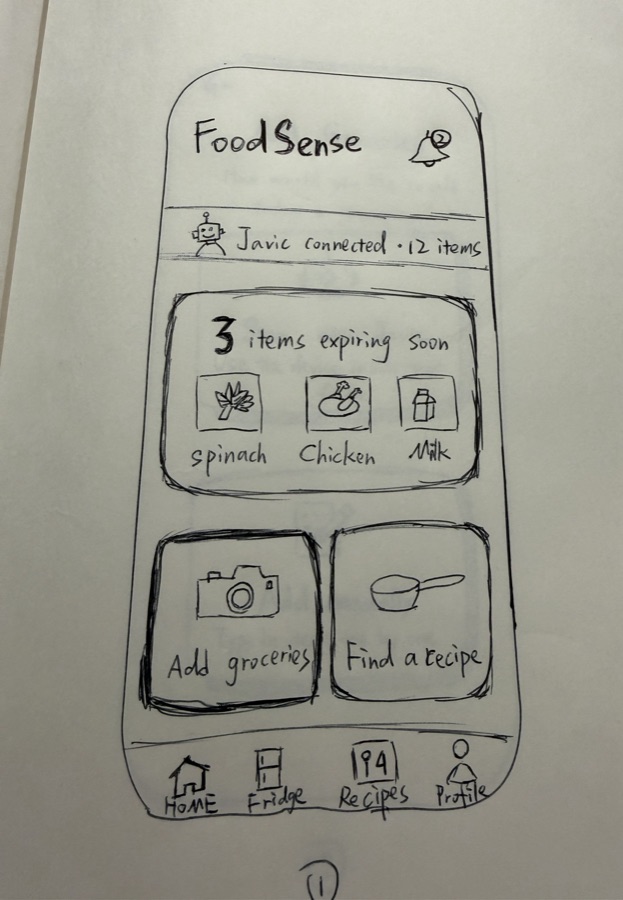 FoodSense
2
Javic connected · 12 items
3 items expiring soon
spinach Chicken Milk
Add groceries Find a recipe
HOME Fridge Recipes Profile
1